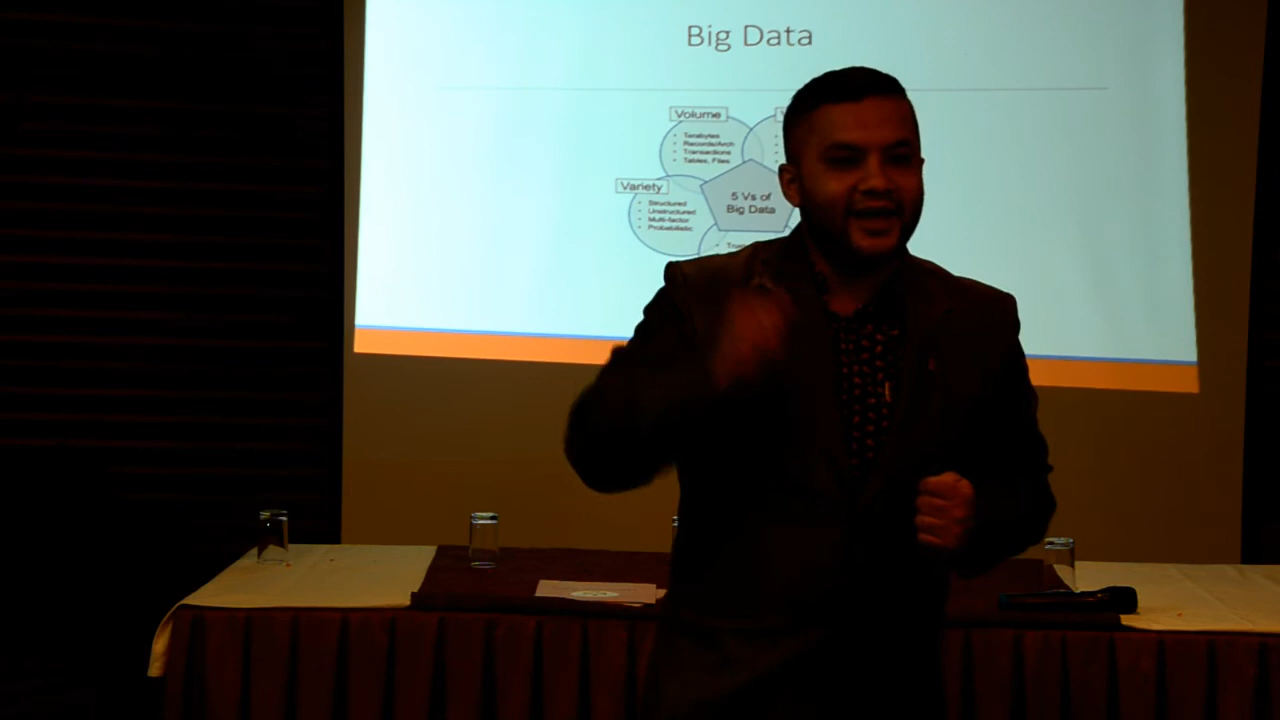 Big Data
Volume
• Terabytes
• Records/Arch
• Transactions
• Tables, Files
Variety
• Structured
• Unstructured
• Multi-factor
• Probabilistic
5 Vs of
Big Data